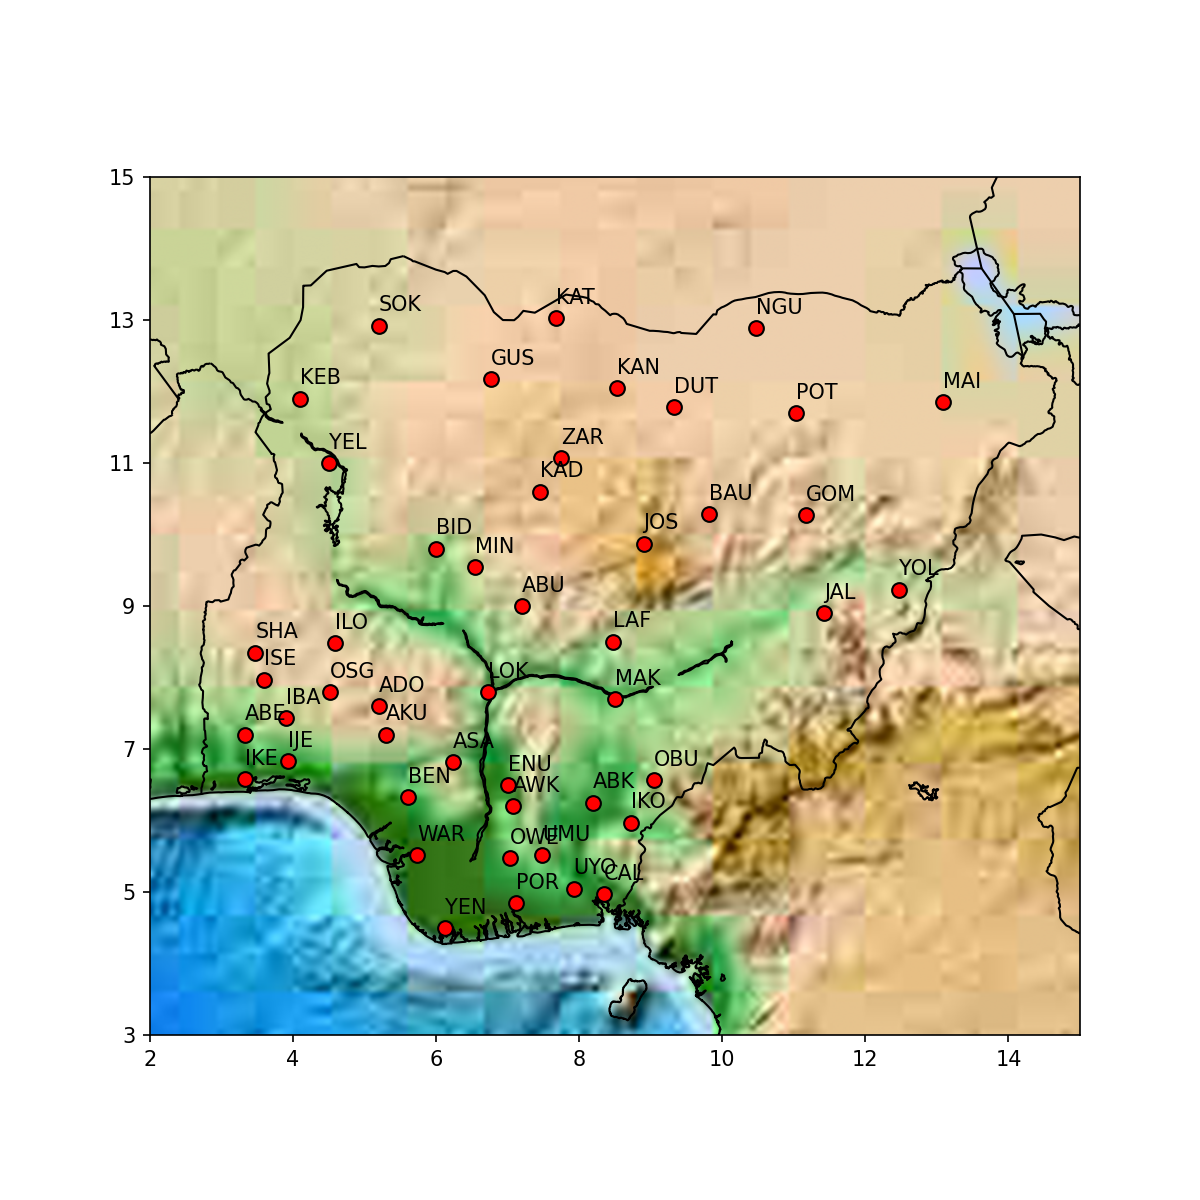 15
KAT
SOK
NGU
13
GUS
KAN
KEB
DUT
MAI
POT
YEL
ZAR
11
KAD
BAU
GOM
BID
JOS
MIN
YOL
ABU
9
JAL
LAF
ILO
SHA
ISE
OSG
LOK
MAK
ADO
IBA
ABE
AKU
IJE
ASA
7
IKE
ENU
OBU
BEN
AWK
ABK
IKO
WAR
OWE
UMU
UYO
CAL
5
POR
YEN
3
2 4 6 8 10 12 14